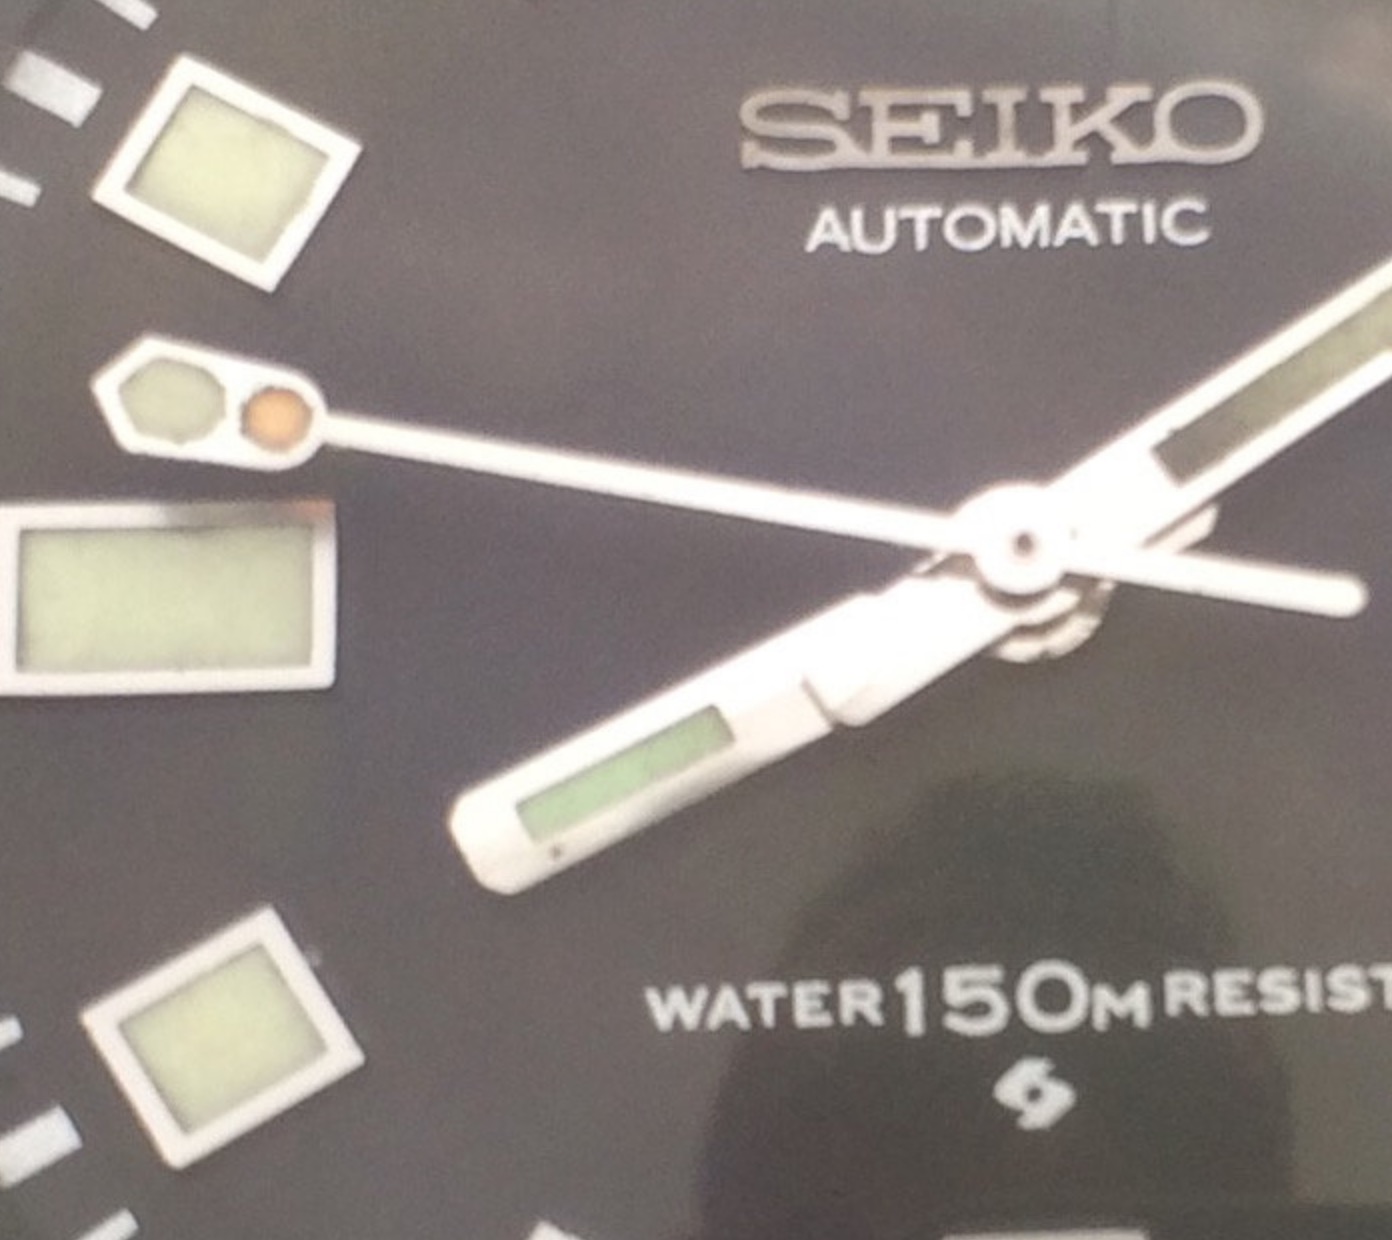 SEIKO
AUTOMATIC
WATER 150M RESIST